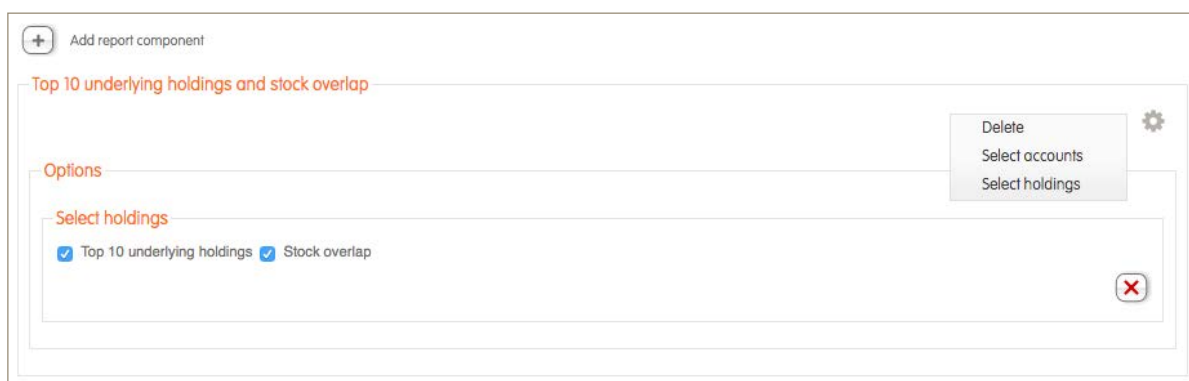 Add report component
Top 10 underlying holdings and stock overlap
Delete
Select accounts
Select holdings
Options
Select holdings
Top 10 underlying holdings Stock overlap